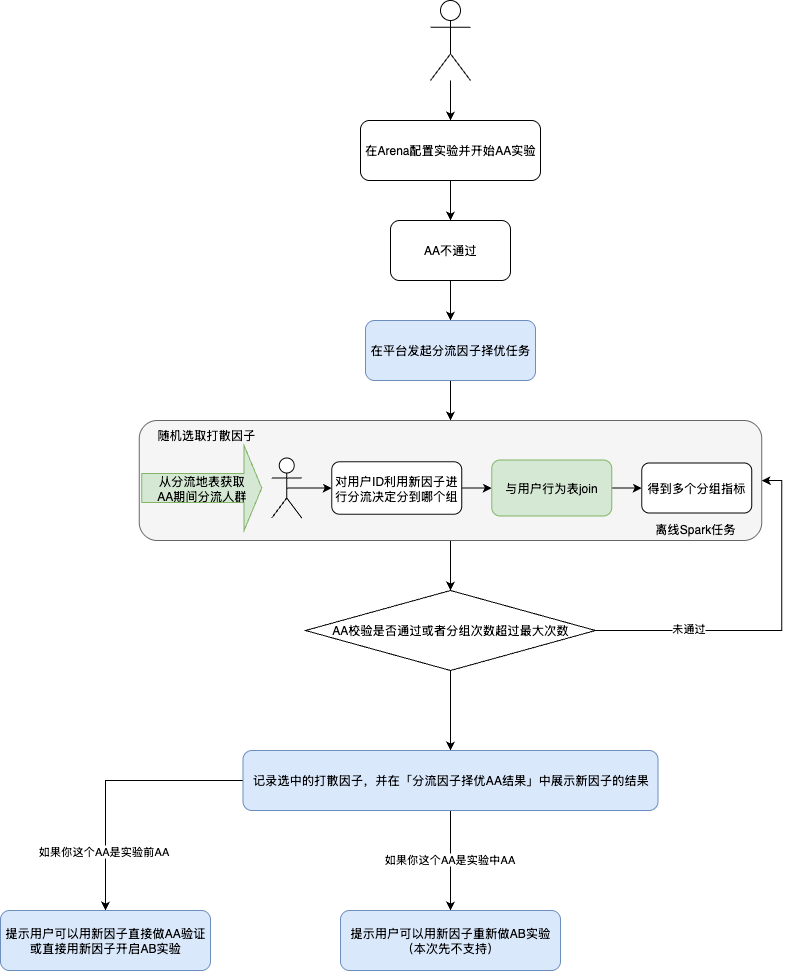 在Arena配置实验并开始AA实验
AA不通过
在平台发起分流因子择优任务
随机选取打散因子
从分流地表获取
AA期间分流人群
对用户ID利用新因子进
行分流决定分到哪个组
与用户行为表join
得到多个分组指标
离线Spark任务
AA校验是否通过或者分组次数超过最大次数
未通过
记录选中的打散因子，并在「分流因子择优AA结果」中展示新因子的结果
如果你这个AA是实验前AA
如果你这个AA是实验中AA
提示用户可以用新因子直接做AA验证
或直接用新因子开启AB实验
提示用户可以用新因子重新做AB实验
（本次先不支持）